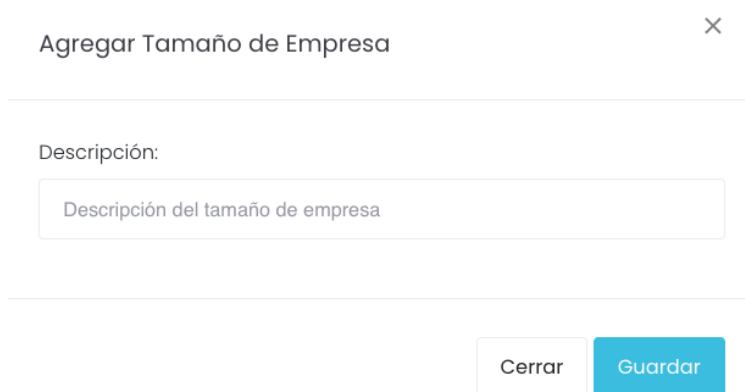 Agregar Tamaño de Empresa
Descripción:
Descripción del tamaño de empresa
Cerrar
Guardar